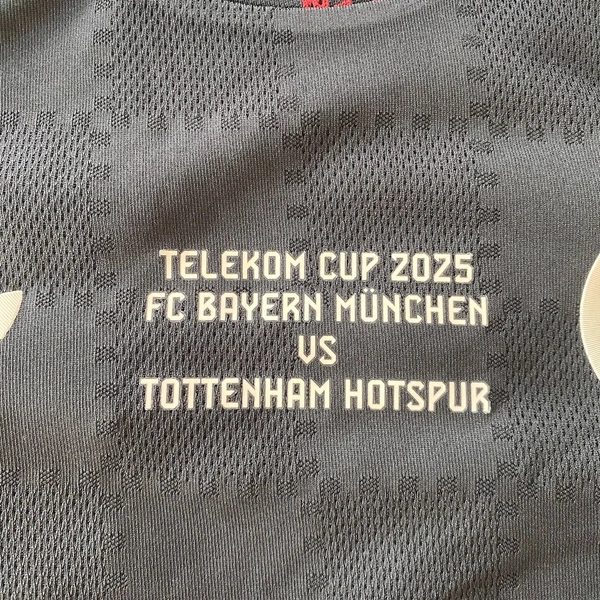 TELEKOM CUP 2025
FC BAYERN MÜNCHEN
VS
TOTTENHAM HOTSPUR